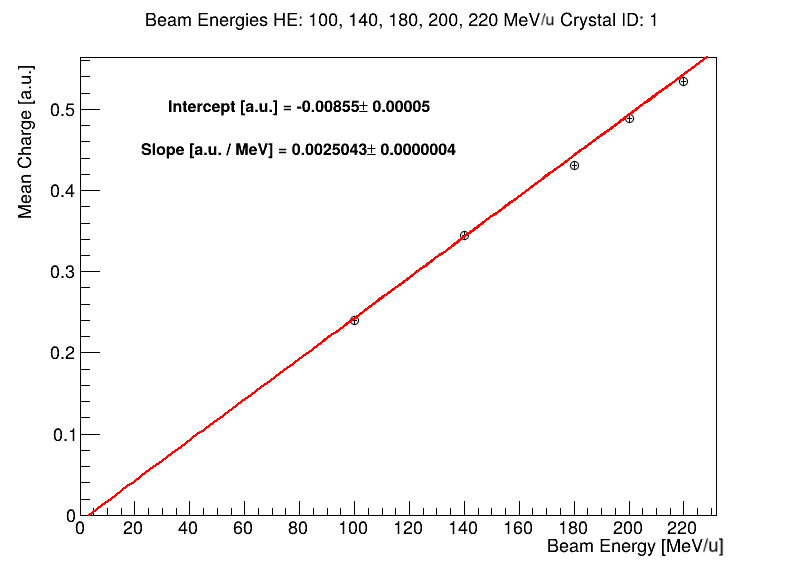 Beam Energies HE: 100, 140, 180, 200, 220 MeV/u Crystal ID: 1
Mean Charge [a.u.]
Intercept [a.u.] = -0.00855± 0.00005
Slope [a.u. / MeV] = 0.0025043± 0.0000004
0.5
0.4
0.3
0.2
0.1
0
0 20 40 60 80 100 120 140 160 180 200 220
Beam Energy [MeV/u]